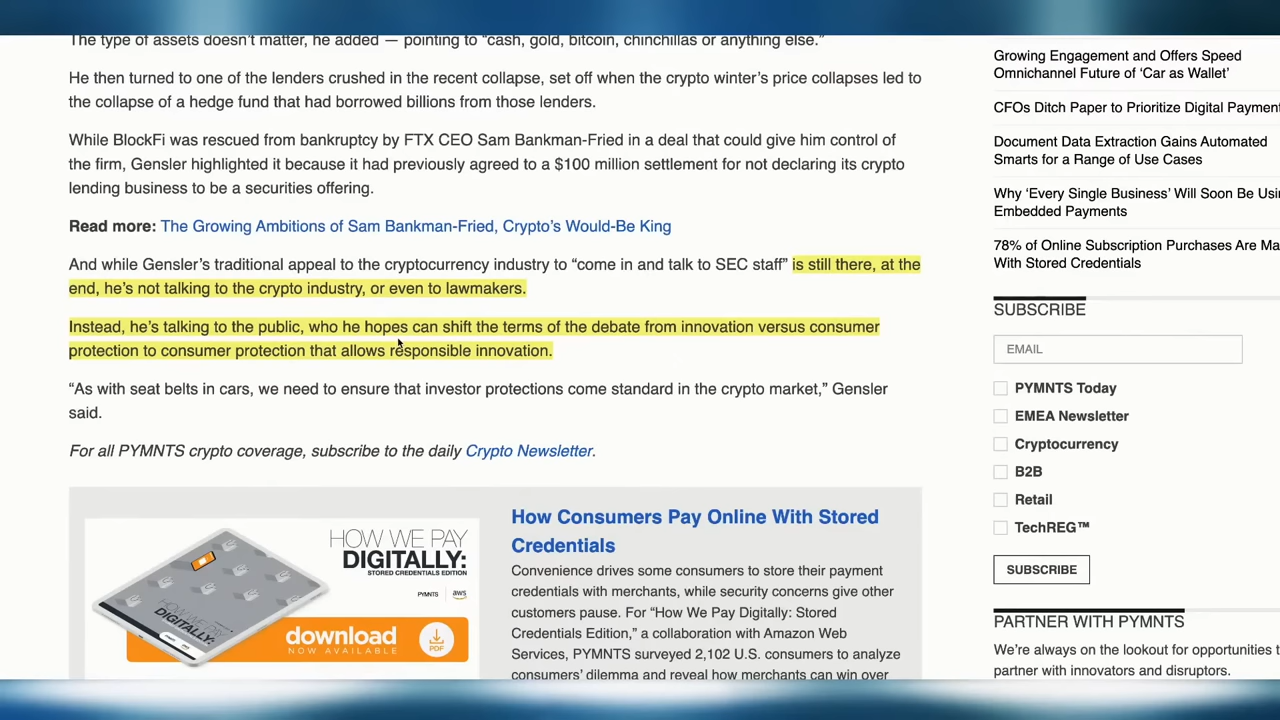 The type of assets doesn't matter, he added — pointing to “cash, gold, bitcoin, chinchillas or anything else.”
He then turned to one of the lenders crushed in the recent collapse, set off when the crypto winter's price collapses led to
the collapse of a hedge fund that had borrowed billions from those lenders.
While BlockFi was rescued from bankruptcy by FTX CEO Sam Bankman-Fried in a deal that could give him control of
the firm, Gensler highlighted it because it had previously agreed to a $100 million settlement for not declaring its crypto
lending business to be a securities offering.
Read more: The Growing Ambitions of Sam Bankman-Fried, Crypto's Would-Be King
And while Gensler's traditional appeal to the cryptocurrency industry to “come in and talk to SEC staff” is still there, at the
end, he's not talking to the crypto industry, or even to lawmakers.
Instead, he's talking to the public, who he hopes can shift the terms of the debate from innovation versus consumer
protection to consumer protection that allows responsible innovation.
“As with seat belts in cars, we need to ensure that investor protections come standard in the crypto market,” Gensler
said.
For all PYMNTS crypto coverage, subscribe to the daily Crypto Newsletter.
HOW WE PAY
DIGITALLY:
STORED CREDENTIALS EDITION
PYMNTS aws
HOW WE PAY
DIGITALLY:
download
NOW AVAILABLE
PDF
How Consumers Pay Online With Stored
Credentials
Convenience drives some consumers to store their payment
credentials with merchants, while security concerns give other
customers pause. For “How We Pay Digitally: Stored
Credentials Edition,” a collaboration with Amazon Web
Services, PYMNTS surveyed 2,102 U.S. consumers to analyze
consumers' dilemma and reveal how merchants can win over
Growing Engagement and Offers Speed
Omnichannel Future of ‘Car as Wallet’
CFOs Ditch Paper to Prioritize Digital Payment
Document Data Extraction Gains Automated
Smarts for a Range of Use Cases
Why ‘Every Single Business’ Will Soon Be Usi
Embedded Payments
78% of Online Subscription Purchases Are Ma
With Stored Credentials
SUBSCRIBE
EMAIL
PYMNTS Today
EMEA Newsletter
Cryptocurrency
B2B
Retail
TechREG™
SUBSCRIBE
PARTNER WITH PYMNTS
We're always on the lookout for opportunities t
partner with innovators and disruptors.